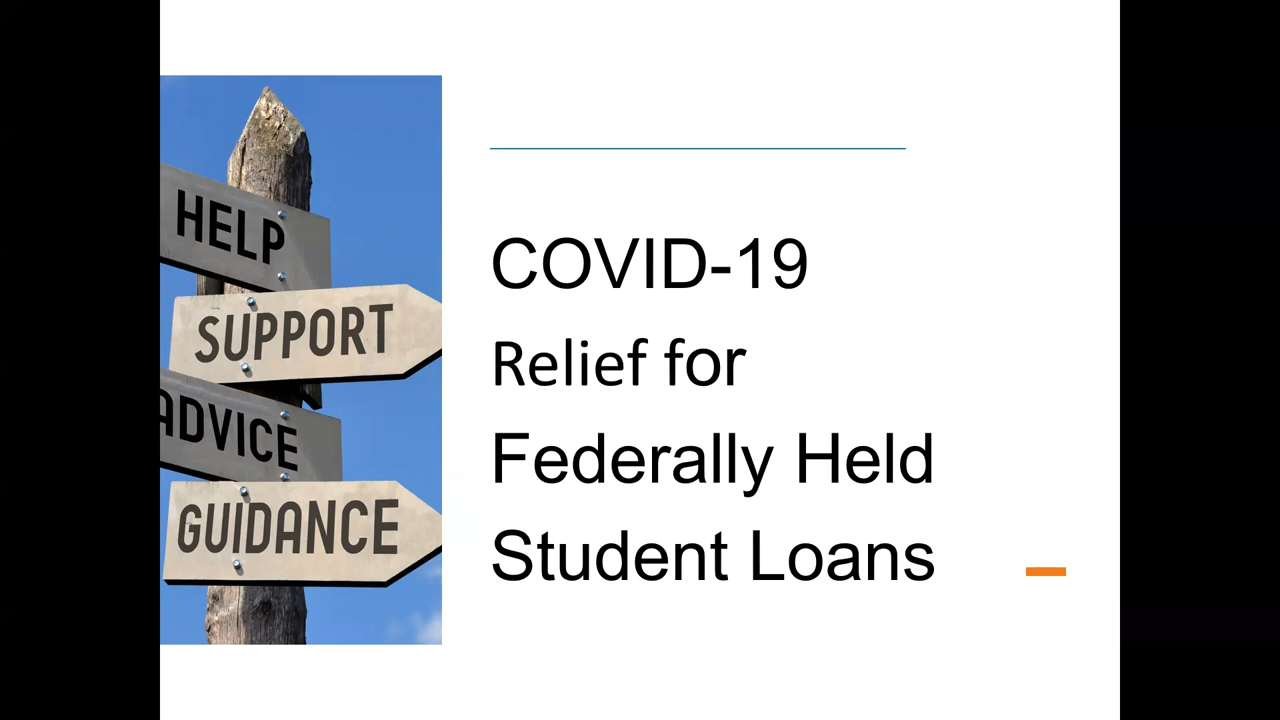 HELP
SUPPORT
ADVICE
GUIDANCE
COVID-19
Relief for
Federally Held
Student Loans